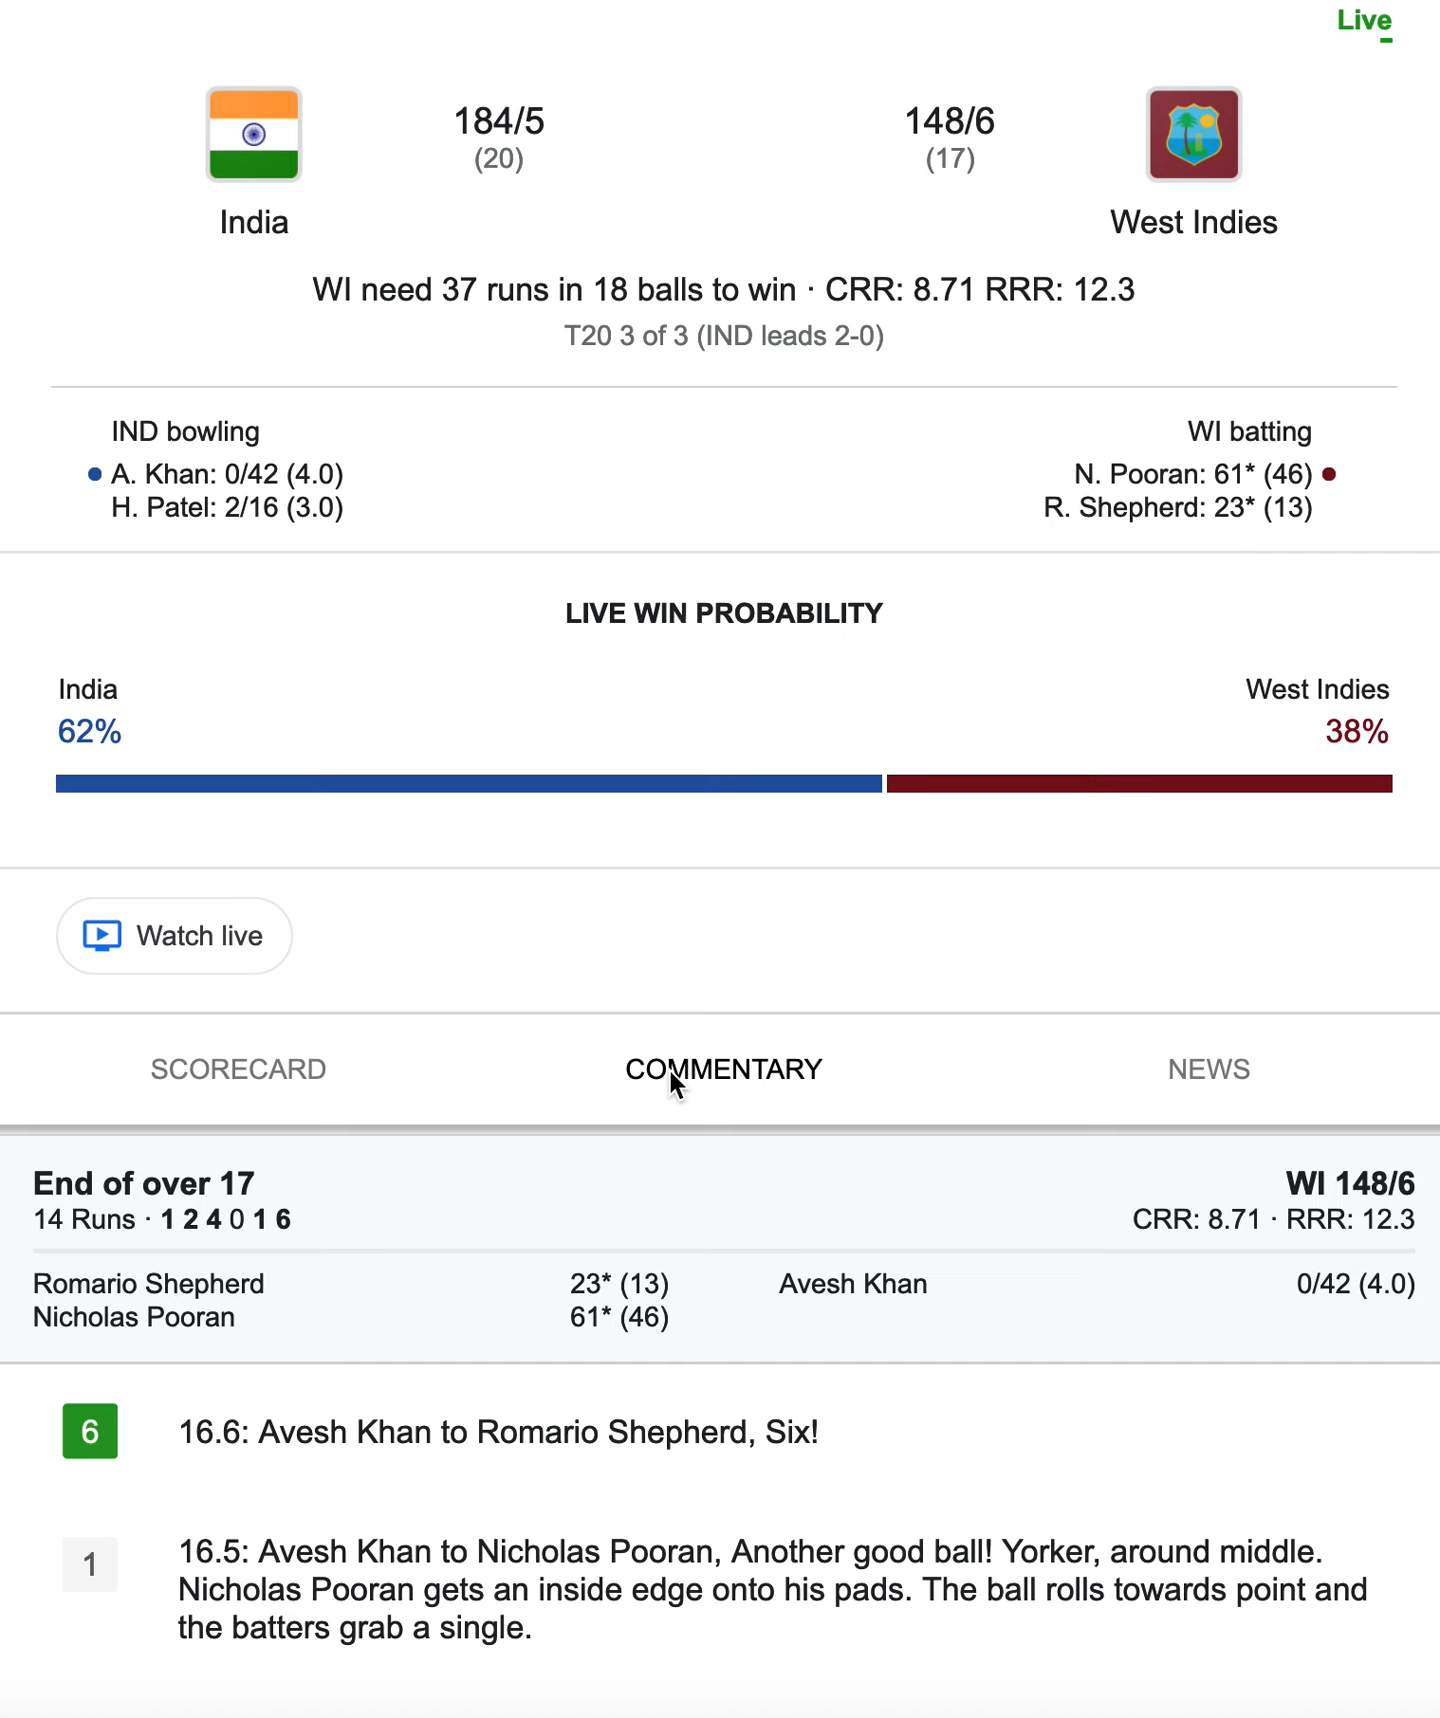 Live
184/5
(20)
148/6
(17)
India
West Indies
WI need 37 runs in 18 balls to win · CRR: 8.71 RRR: 12.3
T20 3 of 3 (IND leads 2-0)
IND bowling
A. Khan: 0/42 (4.0)
H. Patel: 2/16 (3.0)
WI batting
N. Pooran: 61* (46)
R. Shepherd: 23* (13)
LIVE WIN PROBABILITY
India
62%
West Indies
38%
Watch live
SCORECARD
COMMENTARY
NEWS
End of over 17
WI 148/6
14 Runs · 1 2 4 0 1 6
CRR: 8.71 · RRR: 12.3
Romario Shepherd 23* (13)
Nicholas Pooran 61* (46)
Avesh Khan 0/42 (4.0)
6
16.6: Avesh Khan to Romario Shepherd, Six!
1
16.5: Avesh Khan to Nicholas Pooran, Another good ball! Yorker, around middle.
Nicholas Pooran gets an inside edge onto his pads. The ball rolls towards point and
the batters grab a single.